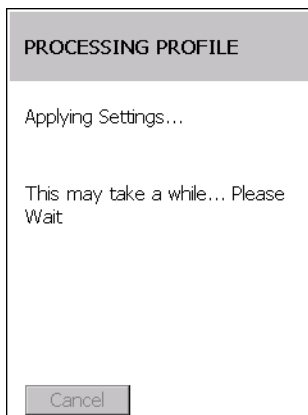 PROCESSING PROFILE
Applying Settings...
This may take a while... Please
Wait
Cancel